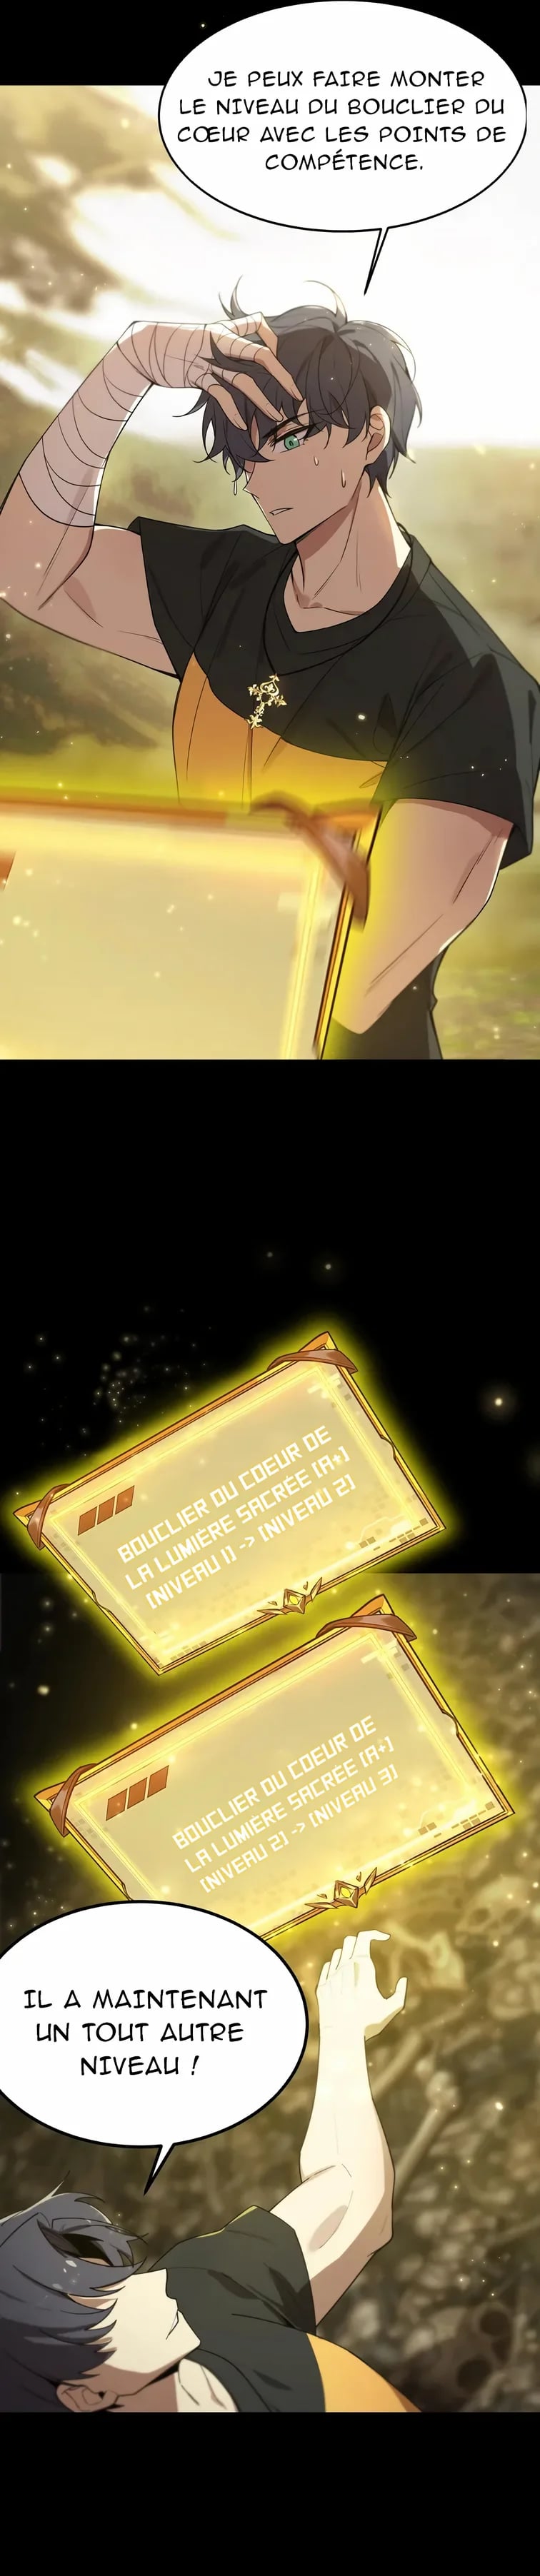 JE PEUX FAIRE MONTER
LE NIVEAU DU BOUCLIER DU
CŒUR AVEC LES POINTS DE
COMPÉTENCE.
BOUCLIER DU COEUR DE
LA LUMIÈRE SACRÉE [A+]
[NIVEAU 1] -> [NIVEAU 2]
BOUCLIER DU COEUR DE
LA LUMIÈRE SACRÉE [A+]
[NIVEAU 2] -> [NIVEAU 3]
IL A MAINTENANT
UN TOUT AUTRE
NIVEAU !